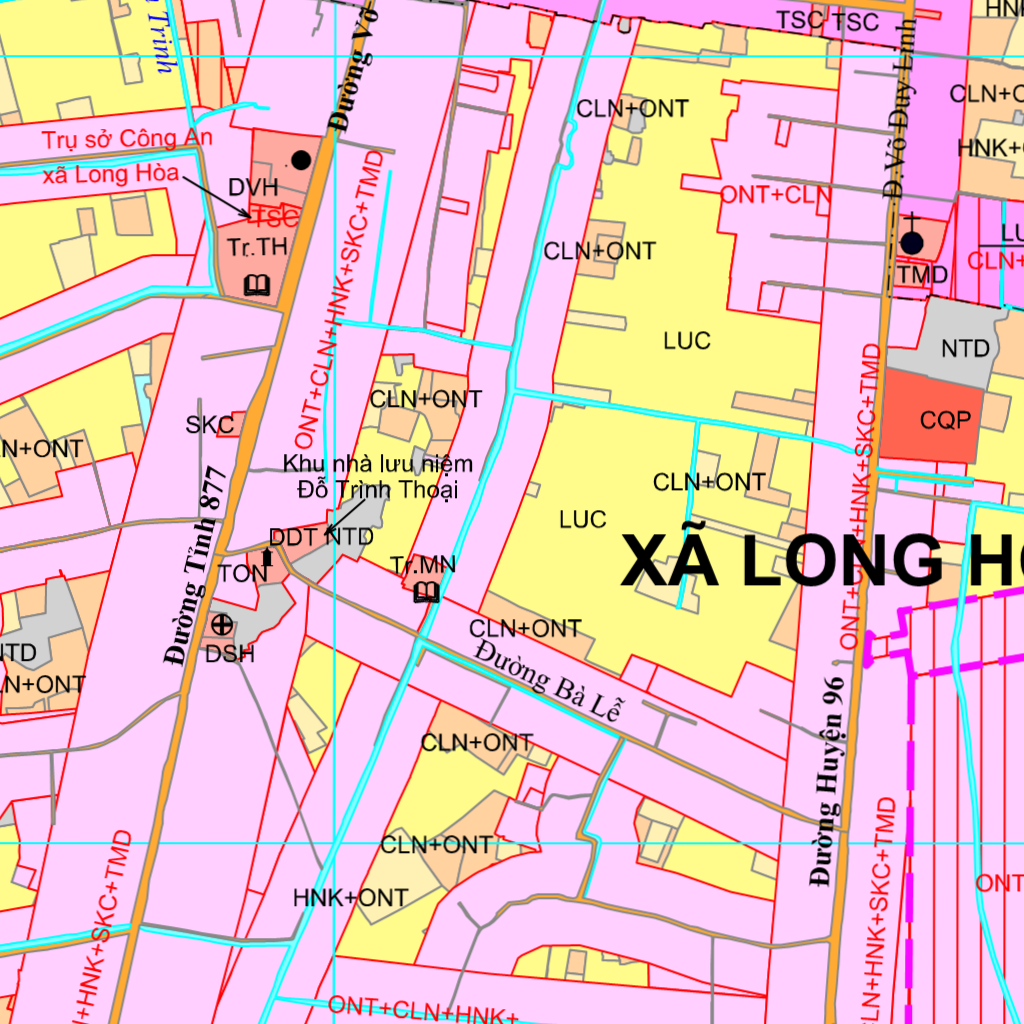 TSC TSC
HN
Trinh
Đường Võ
Đ. Võ Duy Linh
CLN+ONT
CLN+O
HNK+
Trụ sở Công An
xã Long Hòa
DVH
TSC
Tr.TH
ONT+CLN
CLN+ONT
LU
CLN+
TMD
ONT+CLN+HNK+SKC+TMD
LUC
NTD
CLN+ONT
SKC
CQP
N+ONT
Khu nhà lưu niệm
Đỗ Trình Thoại
CLN+ONT
LUC
ONT+CLN+HNK+SKC+TMD
DDT NTD
XÃ LONG H
Tr.MN
TON
Đường Tỉnh 877
CLN+ONT
NTD
DSH
LN+ONT
Đường Bà Lễ
Đường Huyện 96
CLN+ONT
CLN+ONT
HNK+ONT
ONT
+HNK+SKC+TMD
LN+HNK+SKC+TMD
ONT+CLN+HNK+